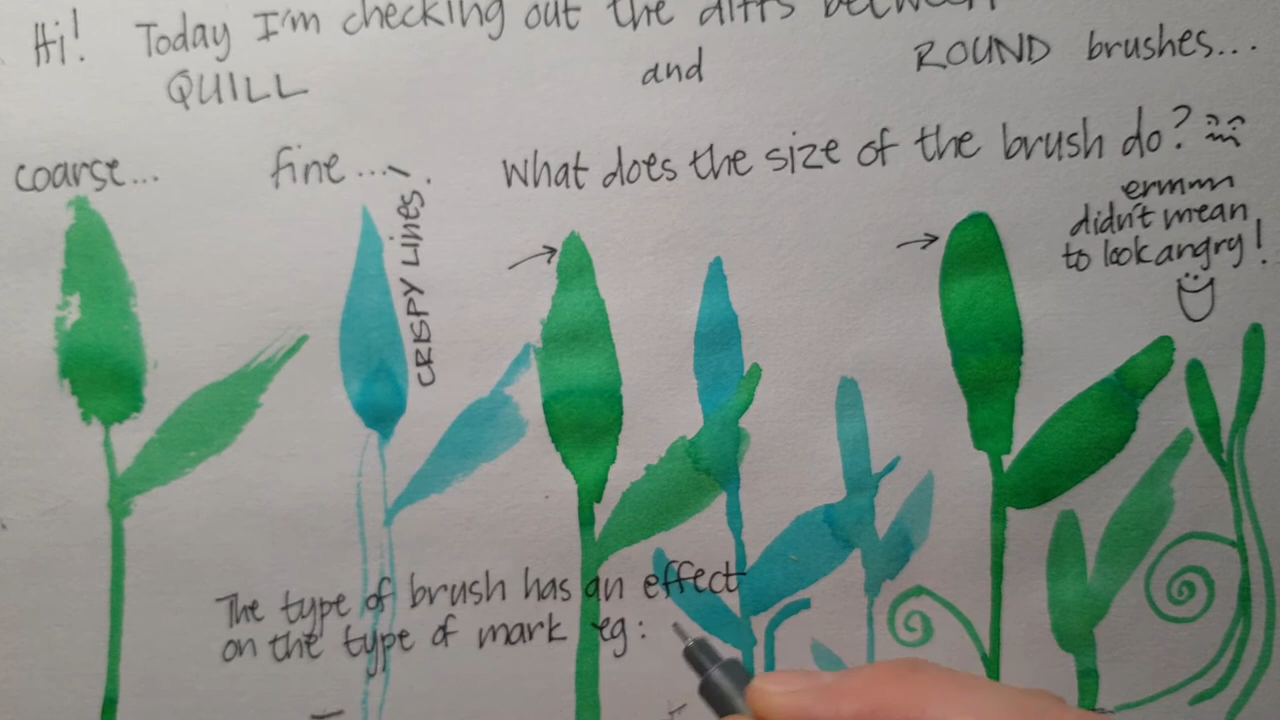 Hi! Today I'm checking out the diffs between
QUILL and ROUND brushes...
coarse... fine...!
CRISPY LINES
What does the size of the brush do?
ermmm
didn't mean
to look angry!
The type of brush has an effect
on the type of mark eg: